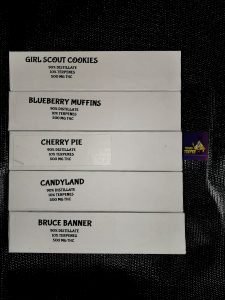 GIRL SCOUT COOKIES
90% DISTILLATE
10% TERPENES
500 MG THC
BLUEBERRY MUFFINS
90% DISTILLATE
10% TERPENES
500 MG THC
CHERRY PIE
90% DISTILLATE
10% TERPENES
500 MG THC
CANDYLAND
90% DISTILLATE
10% TERPENES
500 MG THC
BRUCE BANNER
90% DISTILLATE
10% TERPENES
500 MG THC